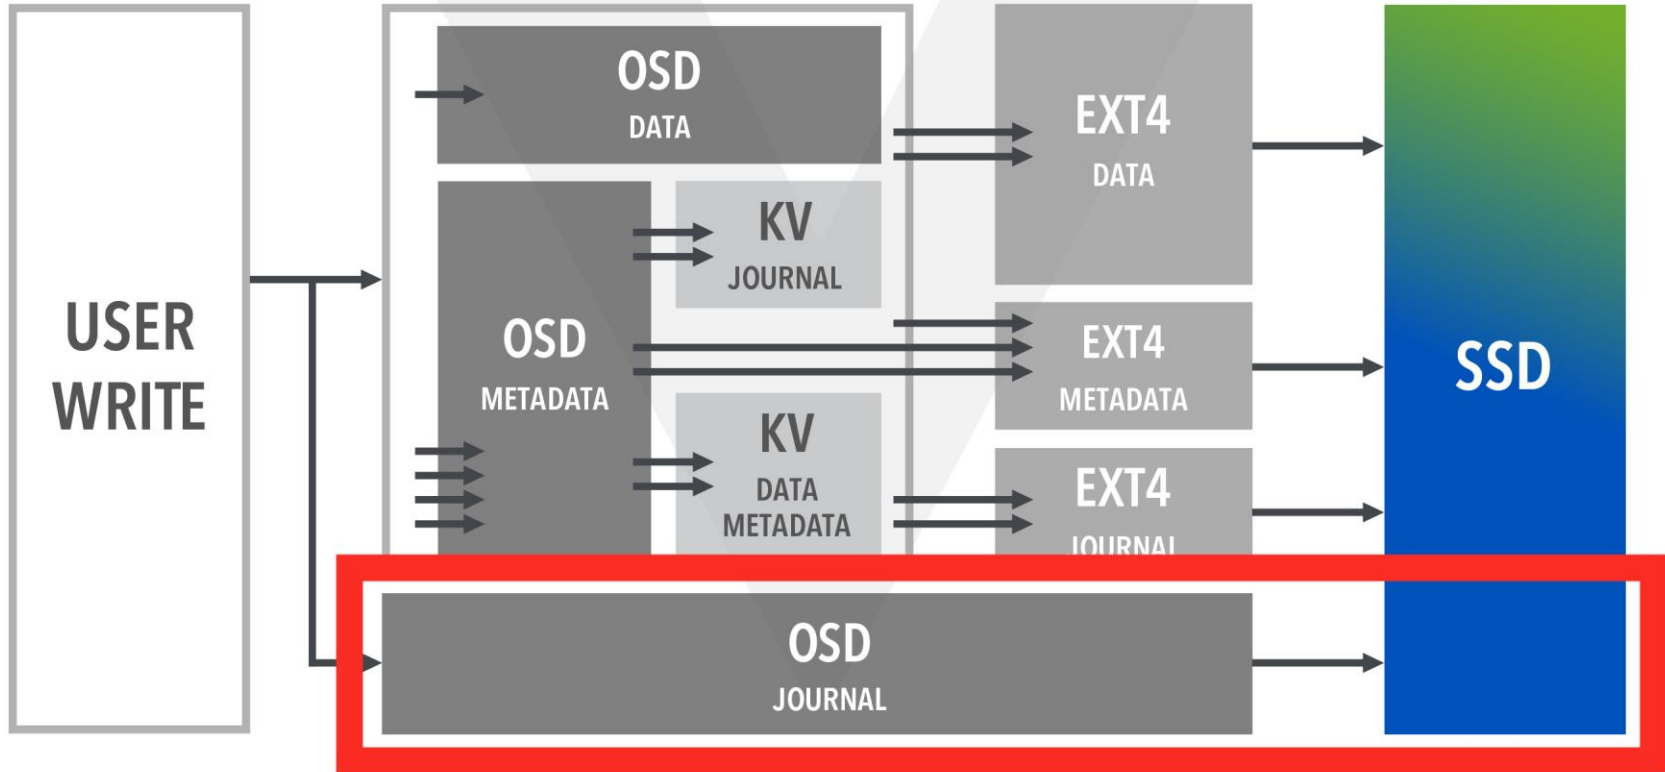 USER
WRITE
OSD
DATA
OSD
METADATA
KV
JOURNAL
KV
DATA
METADATA
EXT4
DATA
EXT4
METADATA
EXT4
JOURNAL
OSD
JOURNAL
SSD